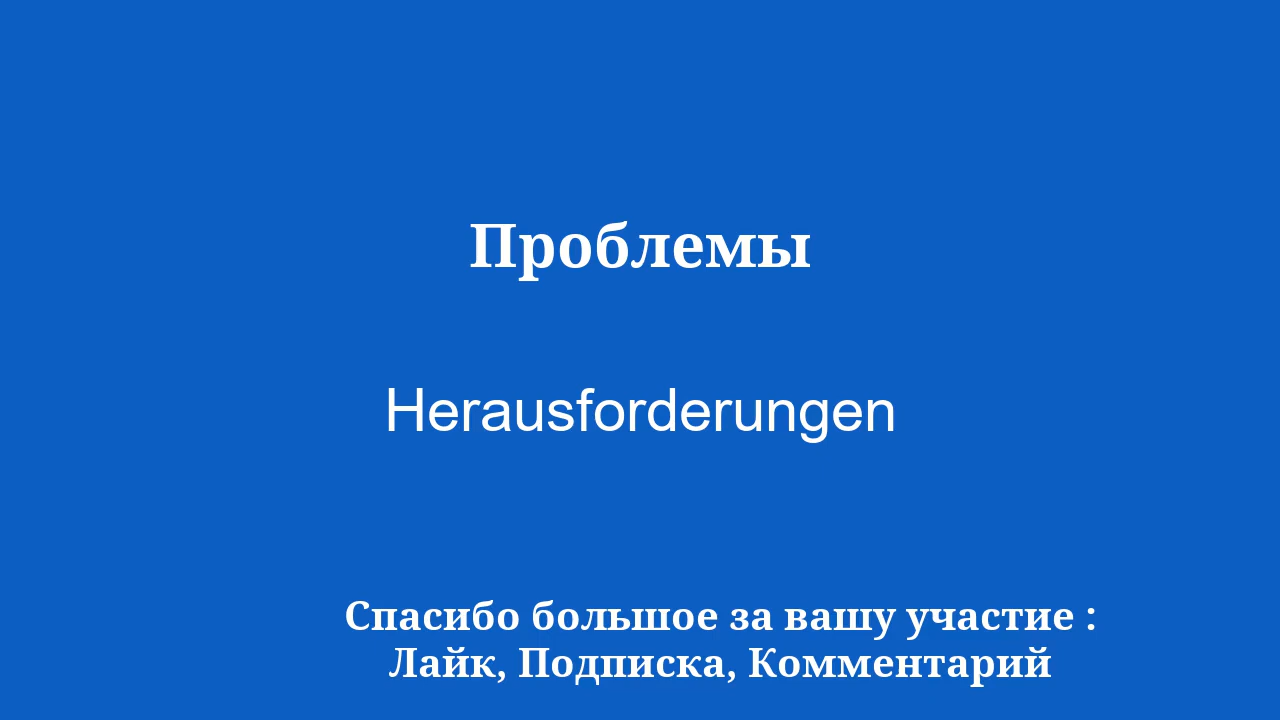 Проблемы
Herausforderungen
Спасибо большое за вашу участие :
Лайк, Подписка, Комментарий